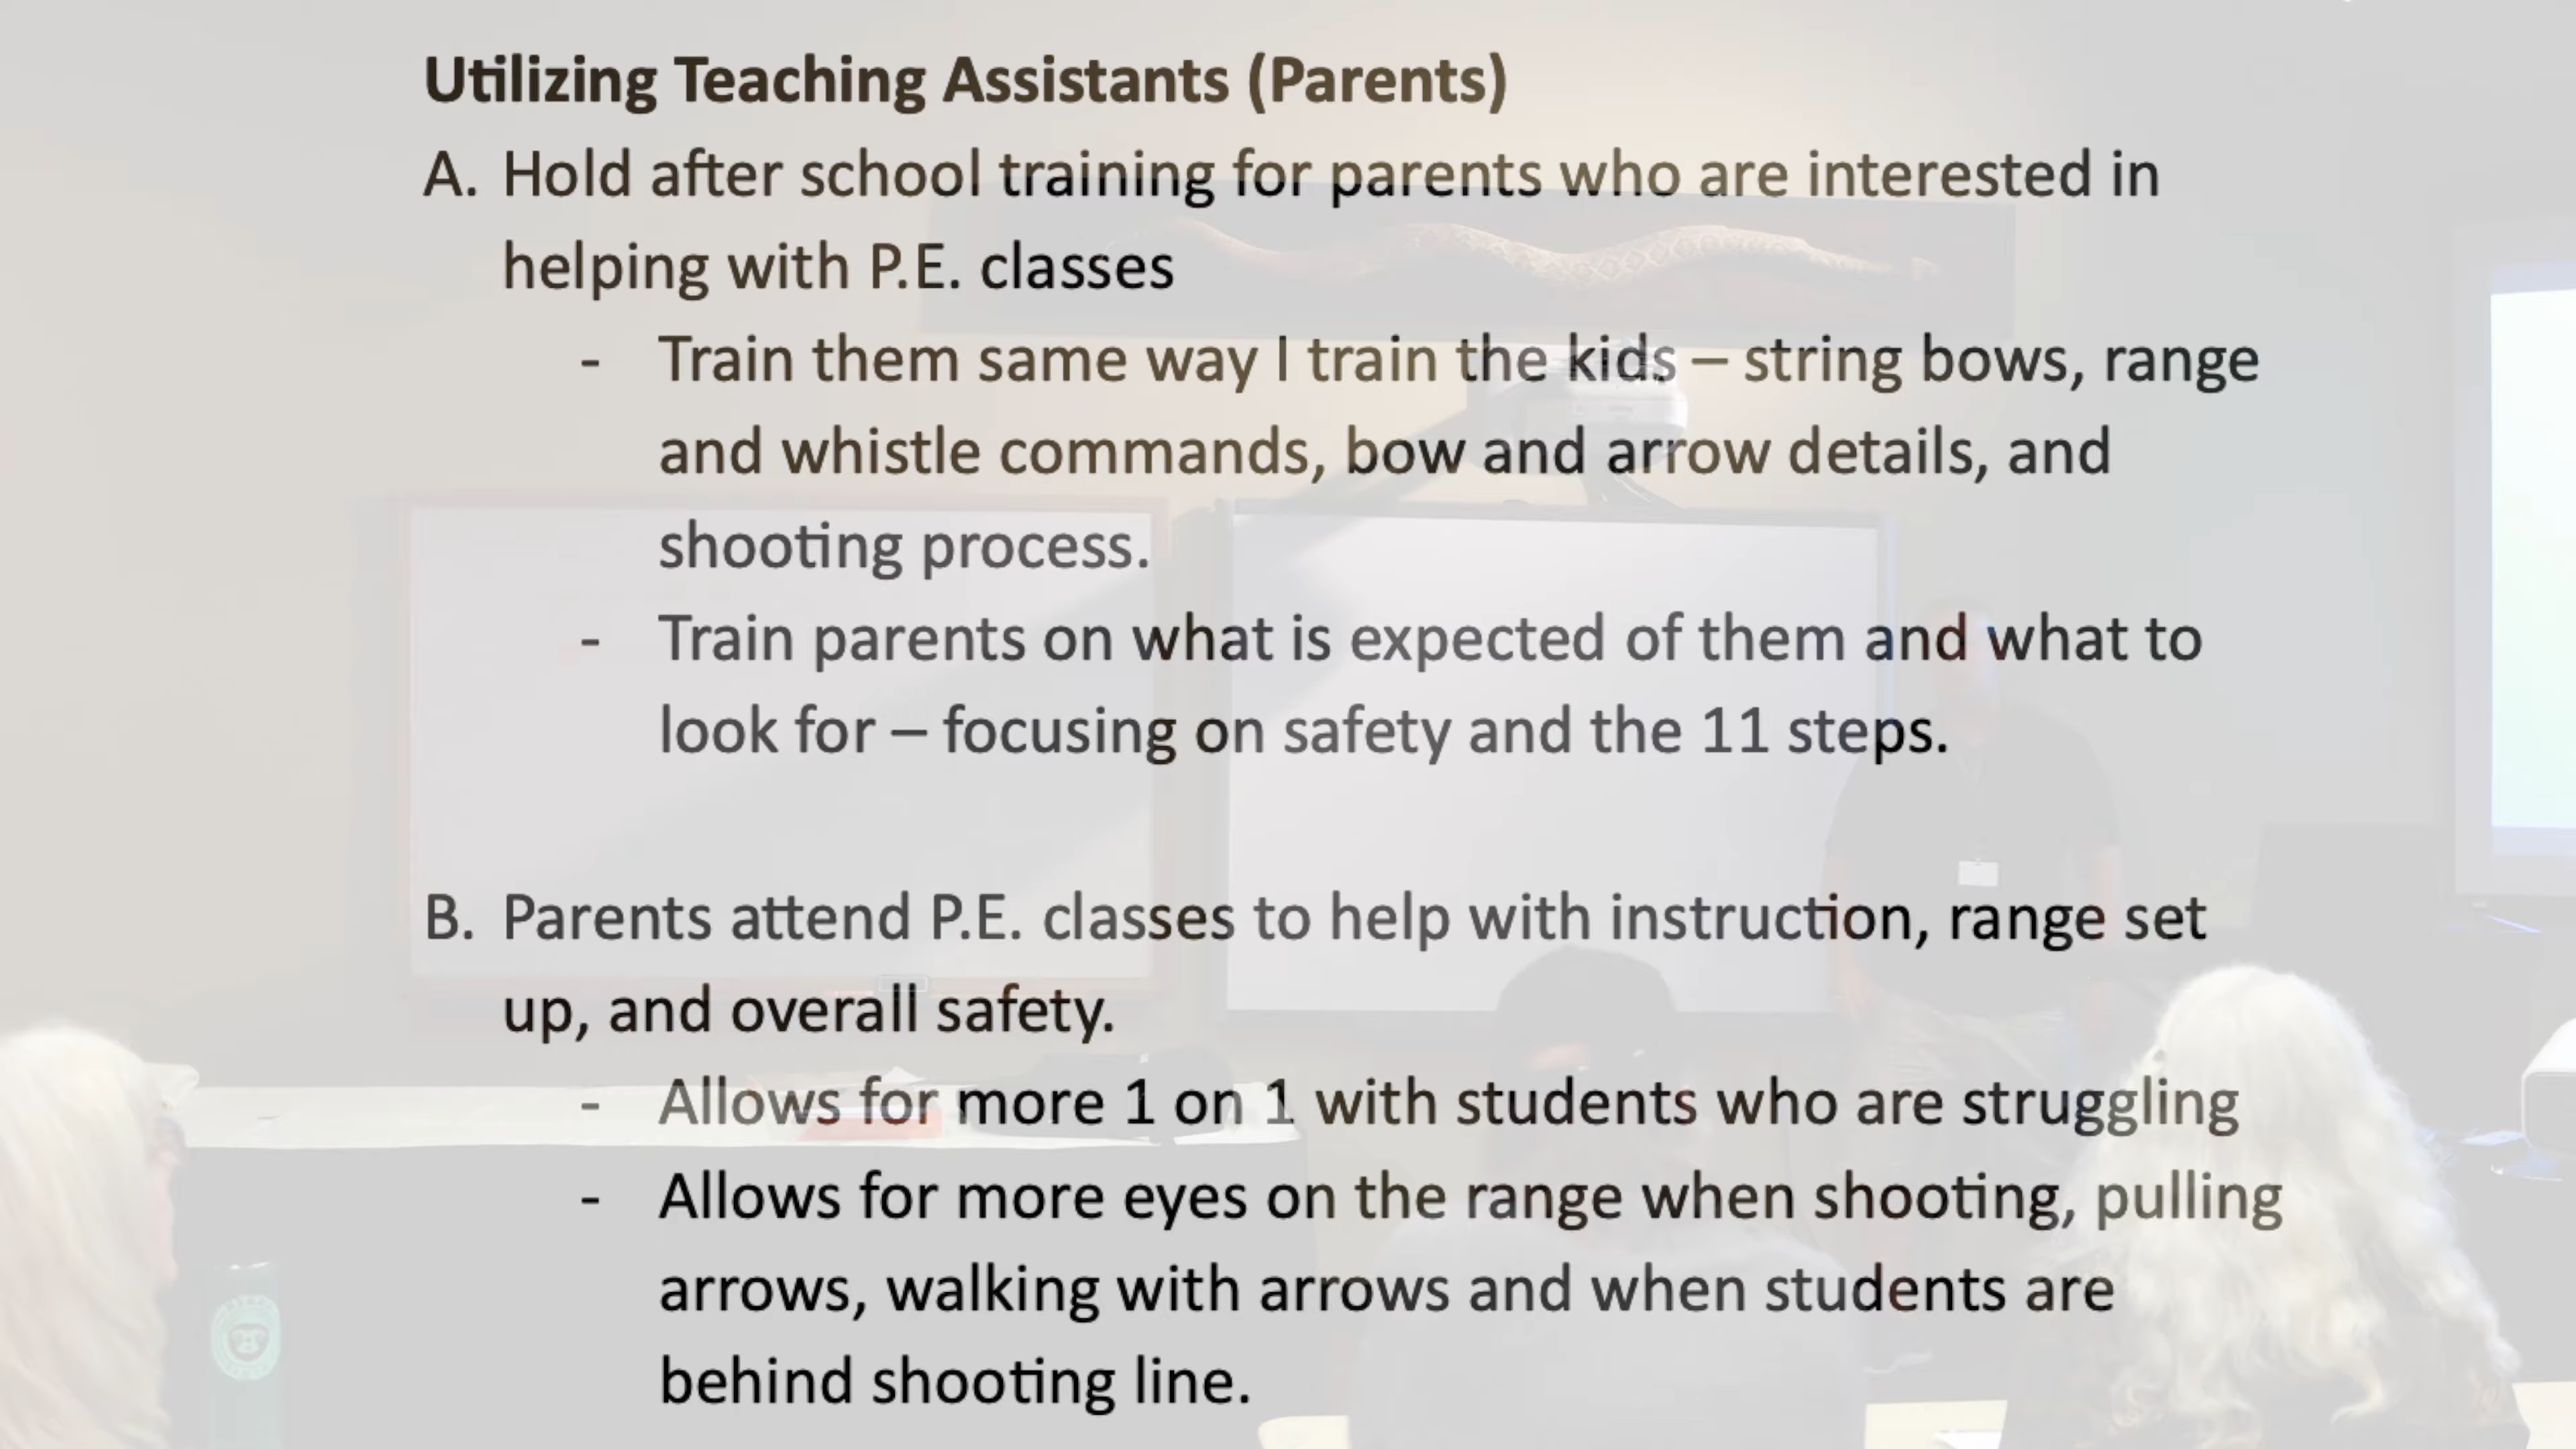 Utilizing Teaching Assistants (Parents)
A. Hold after school training for parents who are interested in
helping with P.E. classes
- Train them same way I train the kids – string bows, range
and whistle commands, bow and arrow details, and
shooting process.
- Train parents on what is expected of them and what to
look for – focusing on safety and the 11 steps.
B. Parents attend P.E. classes to help with instruction, range set
up, and overall safety.
- Allows for more 1 on 1 with students who are struggling
- Allows for more eyes on the range when shooting, pulling
arrows, walking with arrows and when students are
behind shooting line.